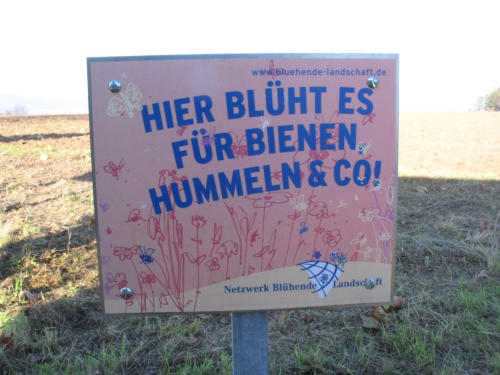 www.bluehende-landschaft.de
HIER BLÜHT ES
FÜR BIENEN,
HUMMELN & CO!
Netzwerk Blühende Landschaft